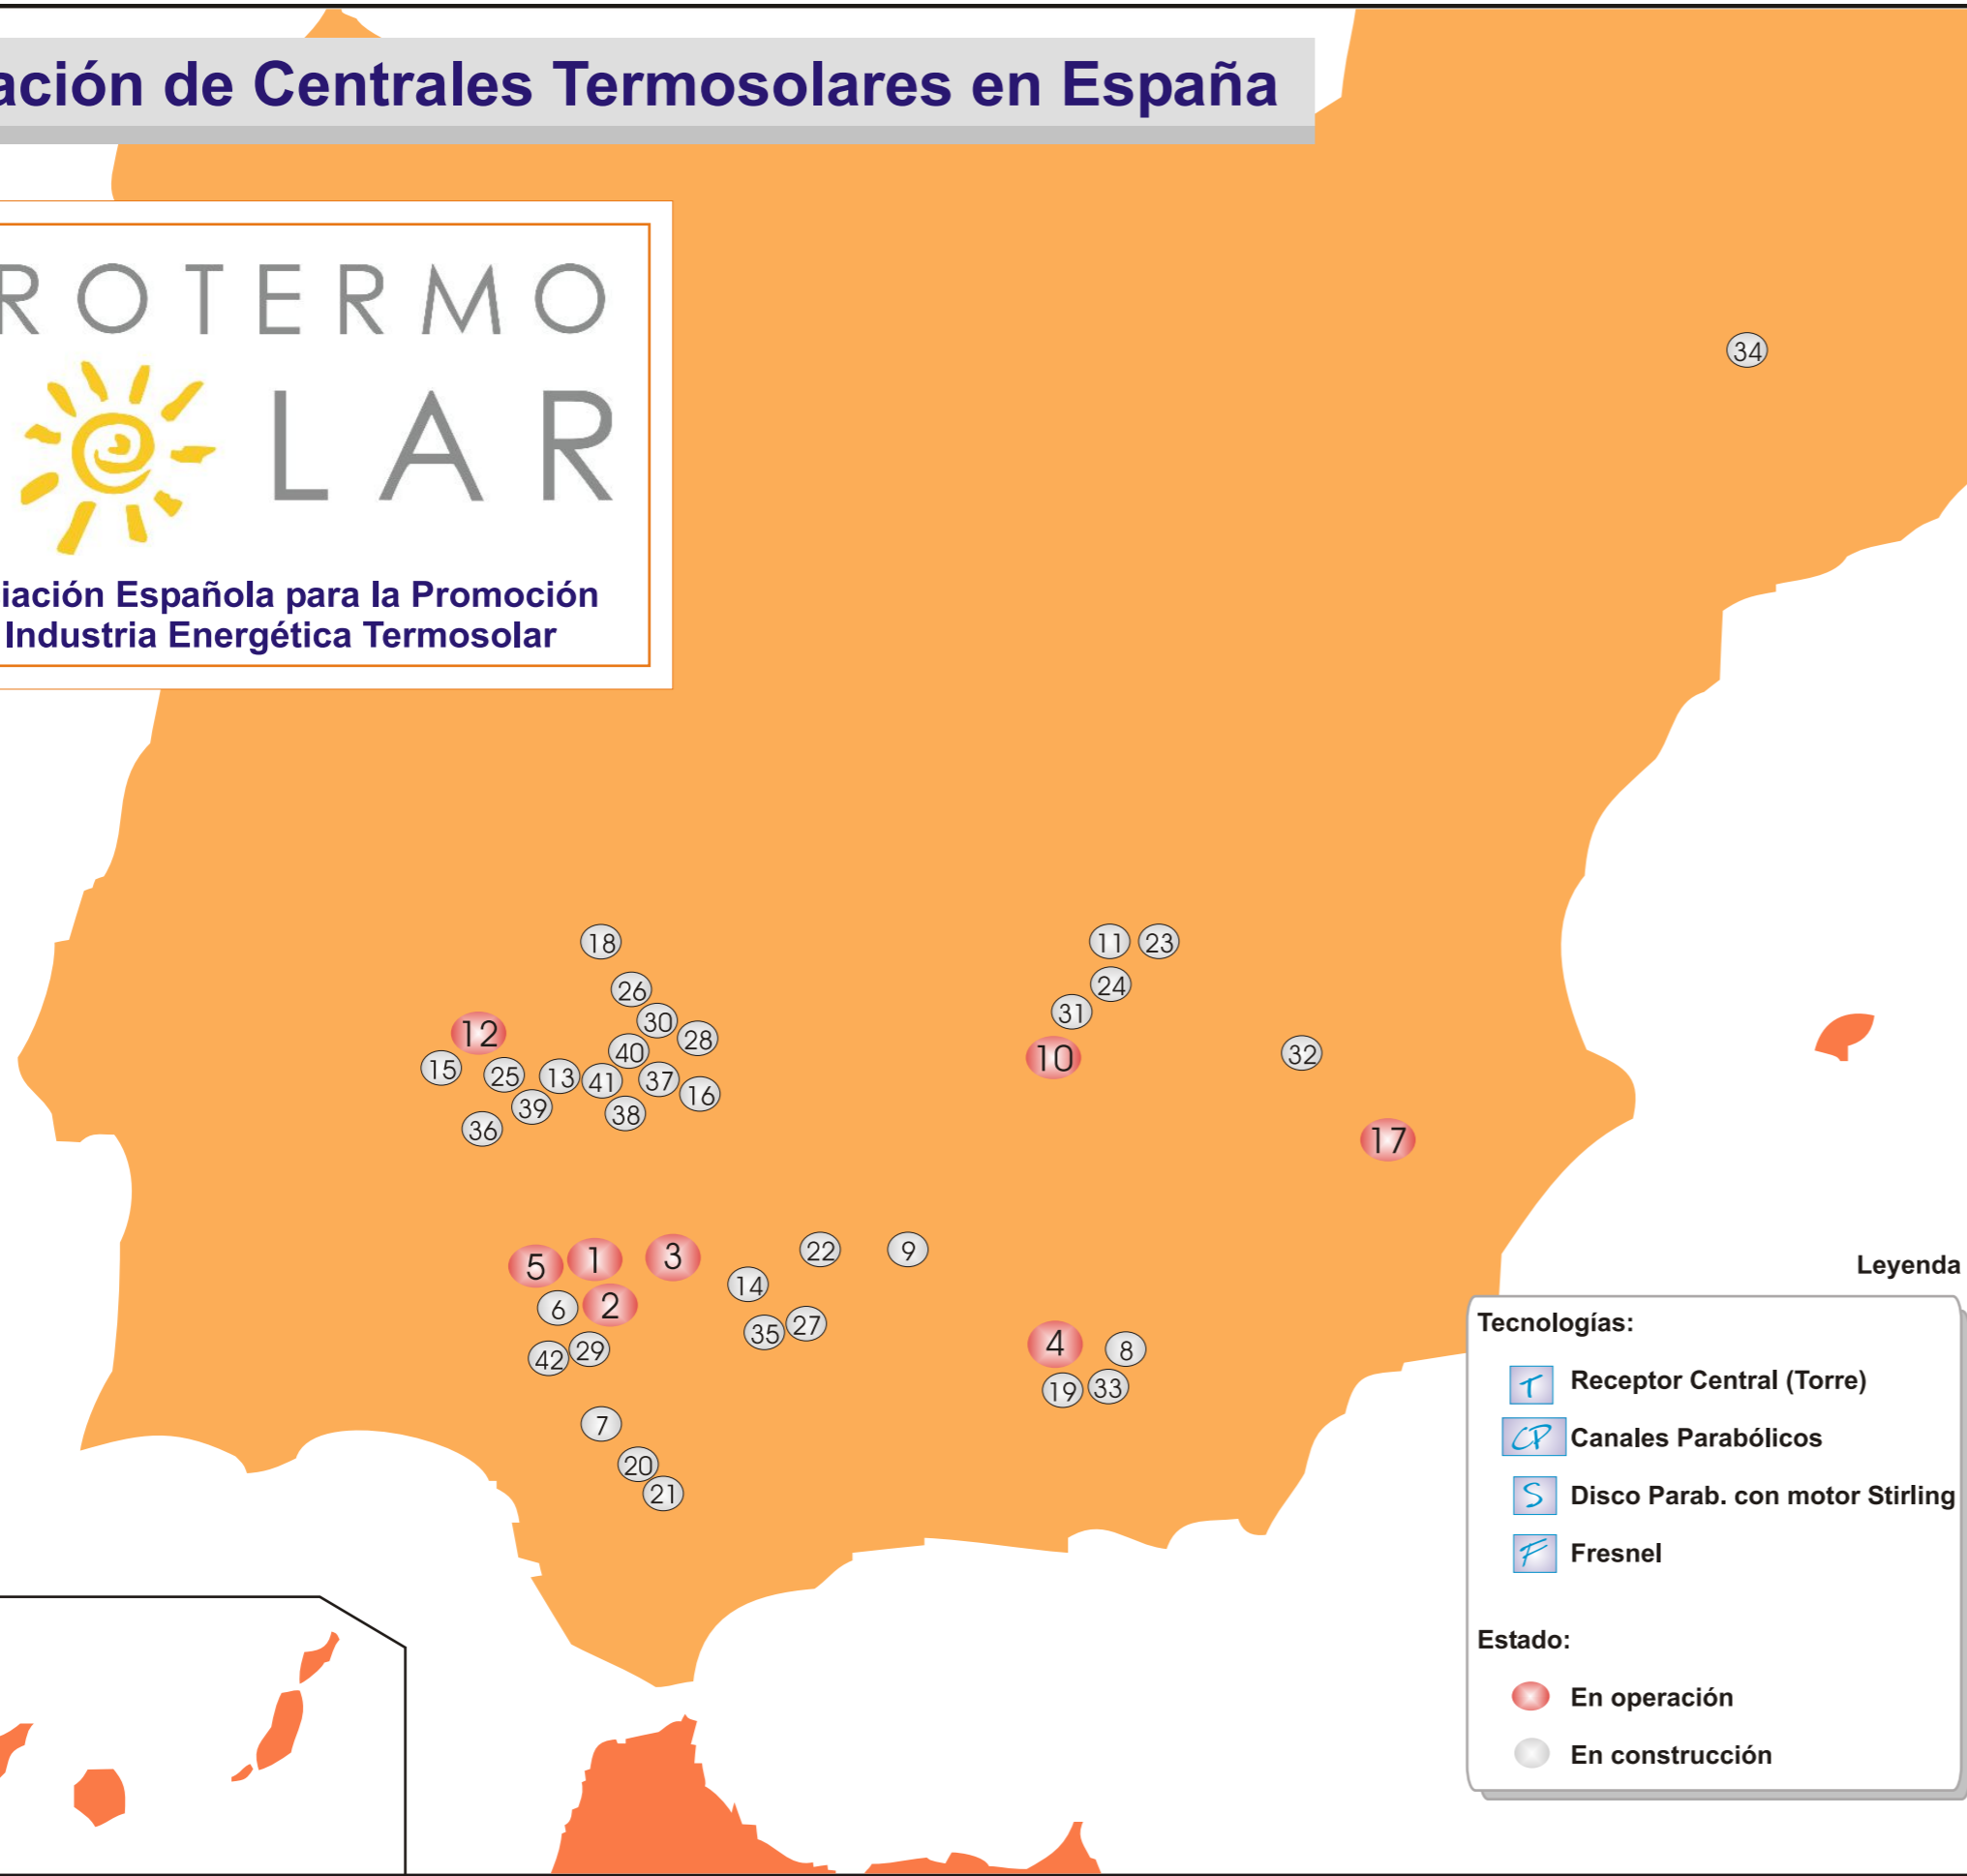 ación de Centrales Termosolares en España
ROTERMO
LAR
iación Española para la Promoción
Industria Energética Termosolar
34
18
11 23
26
24
30
31
12
28
40
10
32
15
25
13
41
37
16
39
38
36
17
5
1
3
22
9
14
6
2
35
27
42
29
4
8
19
33
7
20
21
Leyenda
Tecnologías:
T Receptor Central (Torre)
CP Canales Parabólicos
S Disco Parab. con motor Stirling
F Fresnel
Estado:
En operación
En construcción